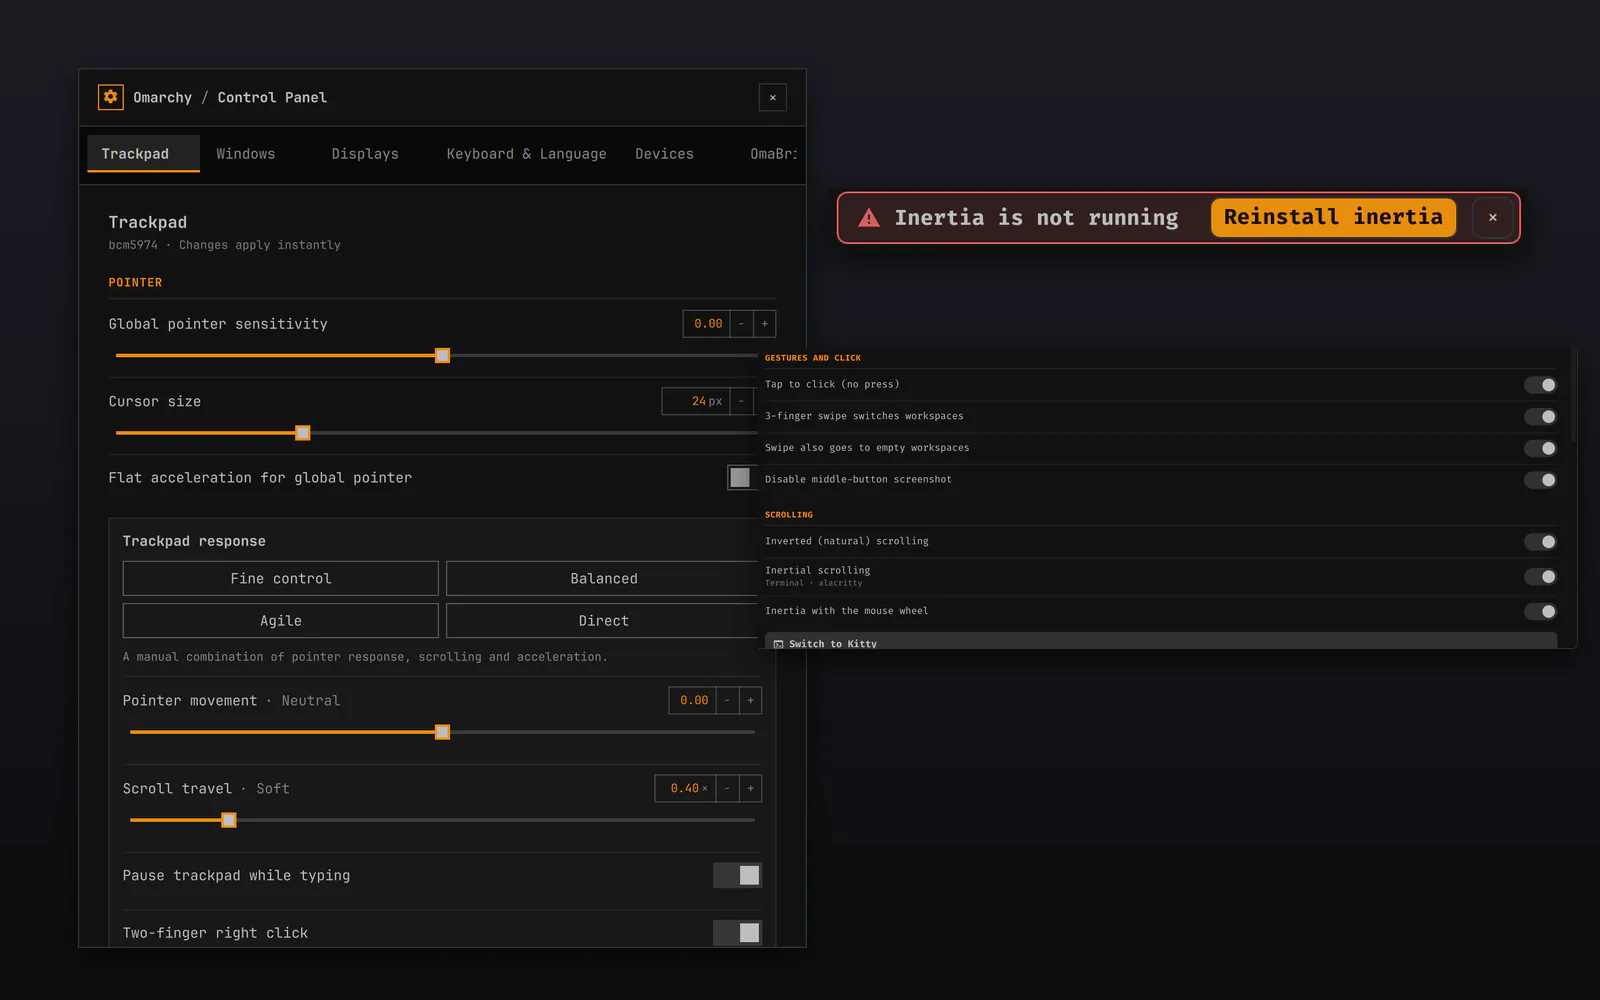 Omarchy / Control Panel
×
Trackpad Windows Displays Keyboard & Language Devices OmaBri
Trackpad
bcm5974 · Changes apply instantly
POINTER
Global pointer sensitivity 0.00 - +
Cursor size 24 px -
Flat acceleration for global pointer
Trackpad response
Fine control Balanced
Agile Direct
A manual combination of pointer response, scrolling and acceleration.
Pointer movement · Neutral 0.00 - +
Scroll travel · Soft 0.40 × - +
Pause trackpad while typing
Two-finger right click
Inertia is not running Reinstall inertia ×
GESTURES AND CLICK
Tap to click (no press)
3-finger swipe switches workspaces
Swipe also goes to empty workspaces
Disable middle-button screenshot
SCROLLING
Inverted (natural) scrolling
Inertial scrolling
Terminal · alacritty
Inertia with the mouse wheel
Switch to Kitty